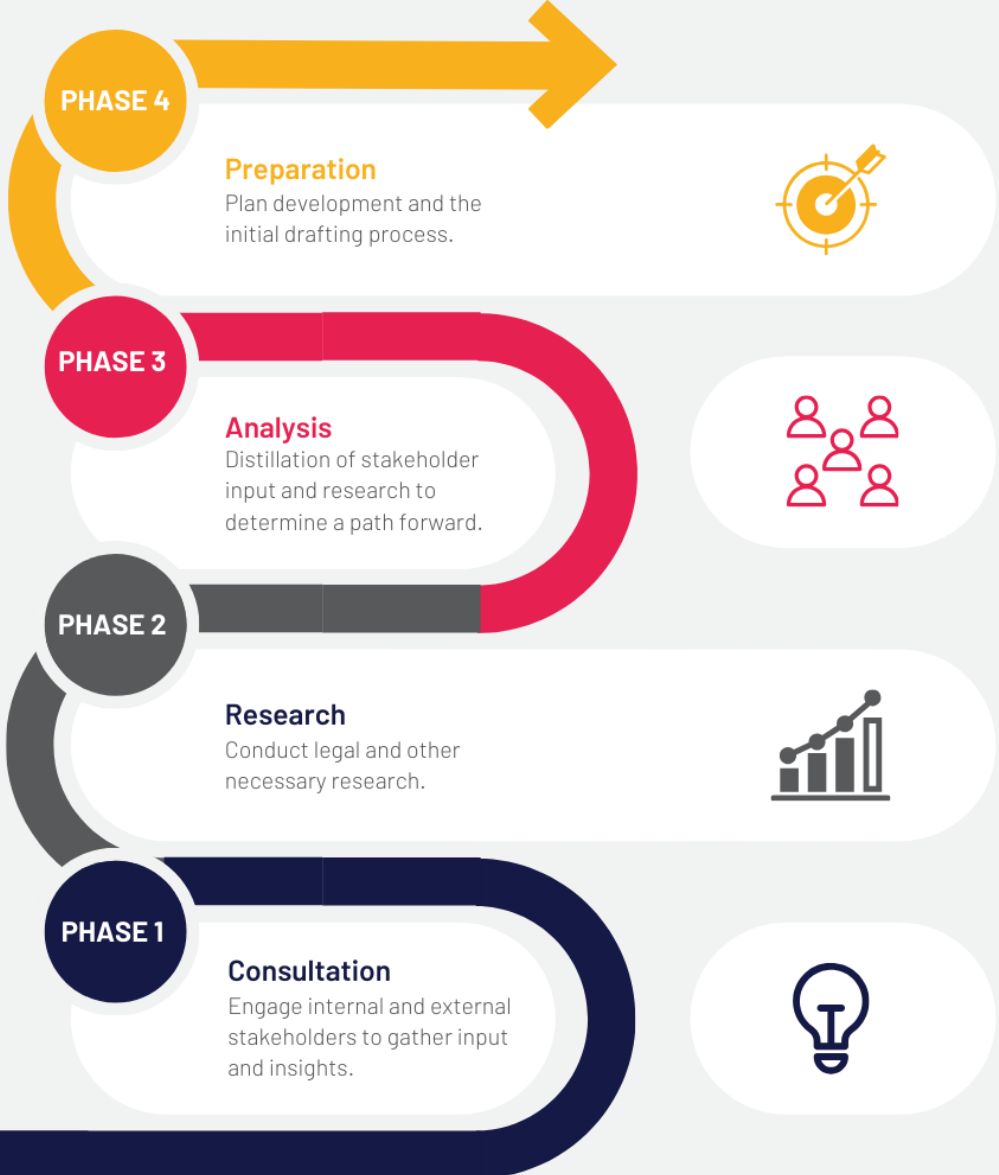 PHASE 4
Preparation
Plan development and the
initial drafting process.
PHASE 3
Analysis
Distillation of stakeholder
input and research to
determine a path forward.
PHASE 2
Research
Conduct legal and other
necessary research.
PHASE 1
Consultation
Engage internal and external
stakeholders to gather input
and insights.